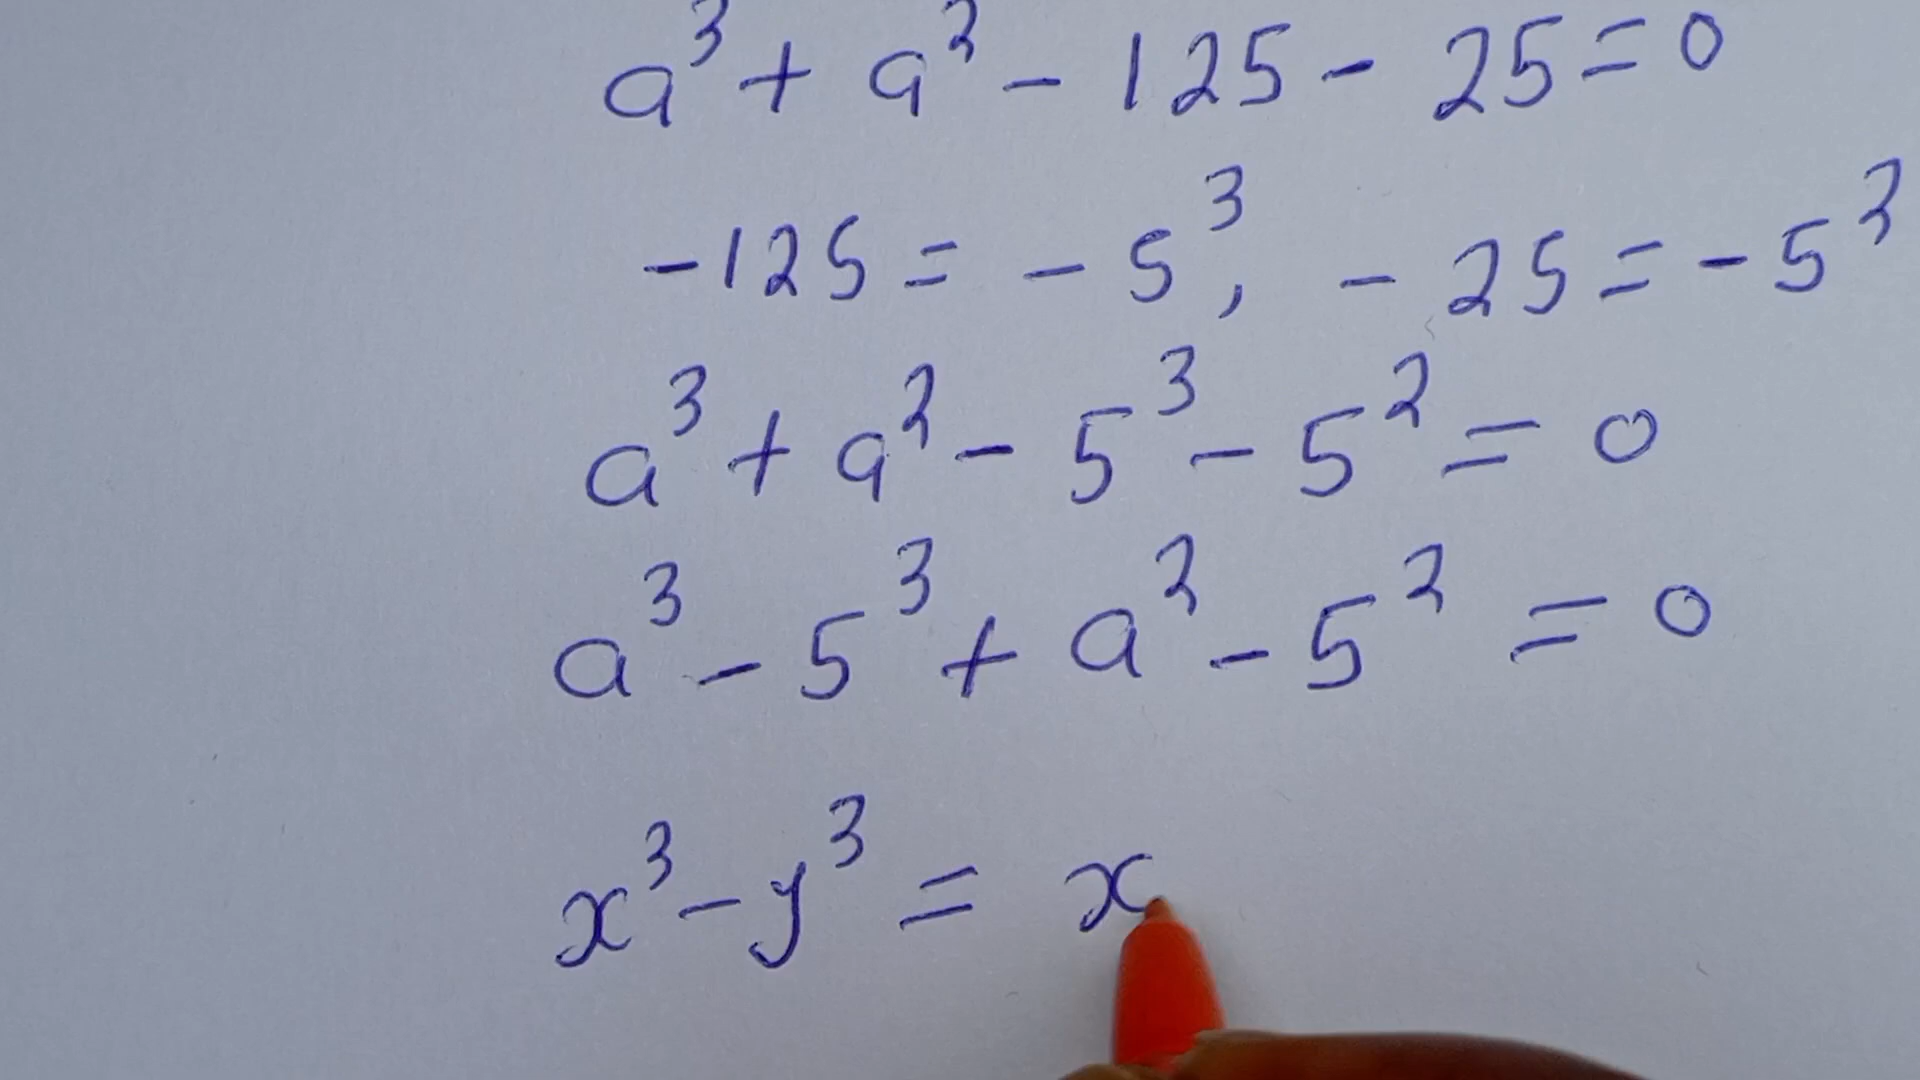 a³ + a² - 125 - 25 = 0
-125 = -5³, -25 = -5²
a³ + a² - 5³ - 5² = 0
a³ - 5³ + a² - 5² = 0
x³ - y³ = x